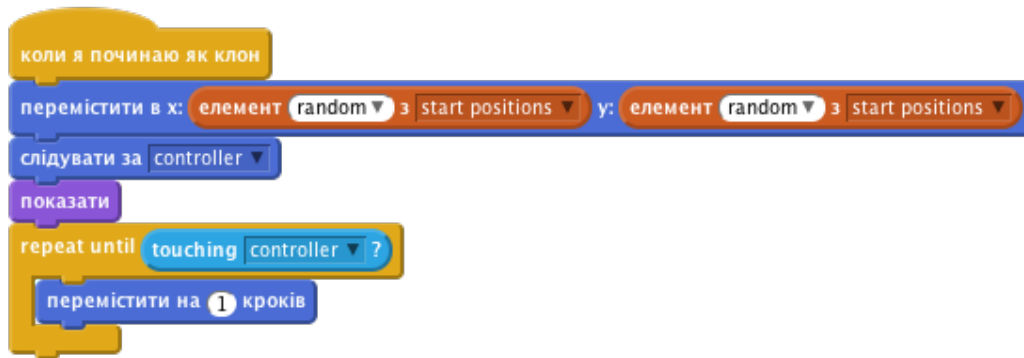 коли я починаю як клон
перемістити в х: елемент random з start positions у: елемент random з start positions
слідувати за controller
показати
repeat until touching controller ?
перемістити на 1 кроків